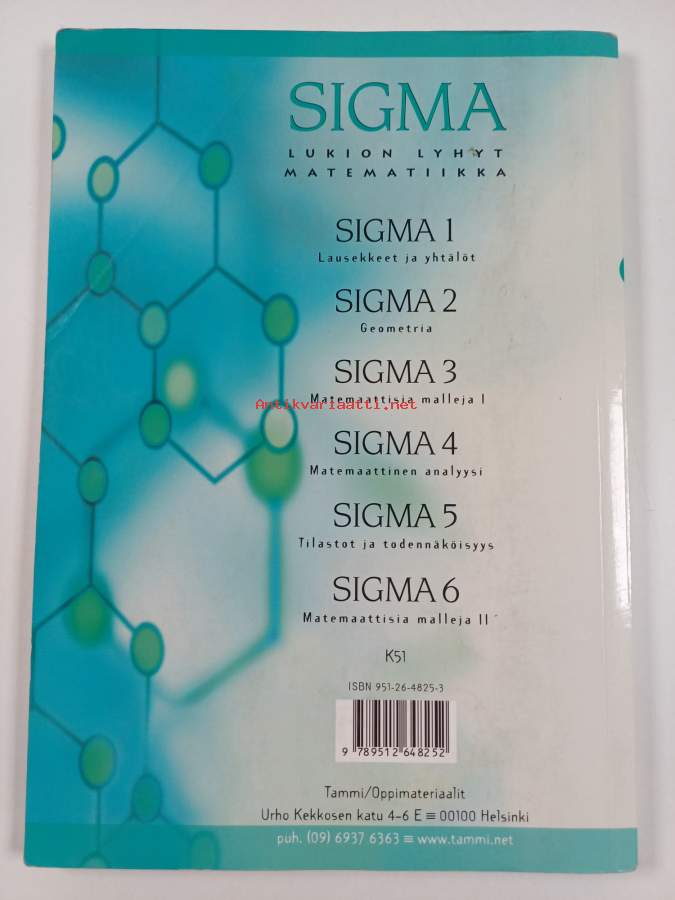 SIGMA
LUKION LYHYT
MATEMATIIKKA
SIGMA 1
Lausekkeet ja yhtälöt
SIGMA 2
Geometria
SIGMA 3
Matemaattisia malleja I
Antikvariaatti.net
SIGMA 4
Matemaattinen analyysi
SIGMA 5
Tilastot ja todennäköisyys
SIGMA 6
Matemaattisia malleja II
K51
ISBN 951-26-4825-3
9 789512 648252
Tammi/Oppimateriaalit
Urho Kekkosen katu 4-6 E ≡ 00100 Helsinki
puh. (09) 6937 6363 ≡ www.tammi.net